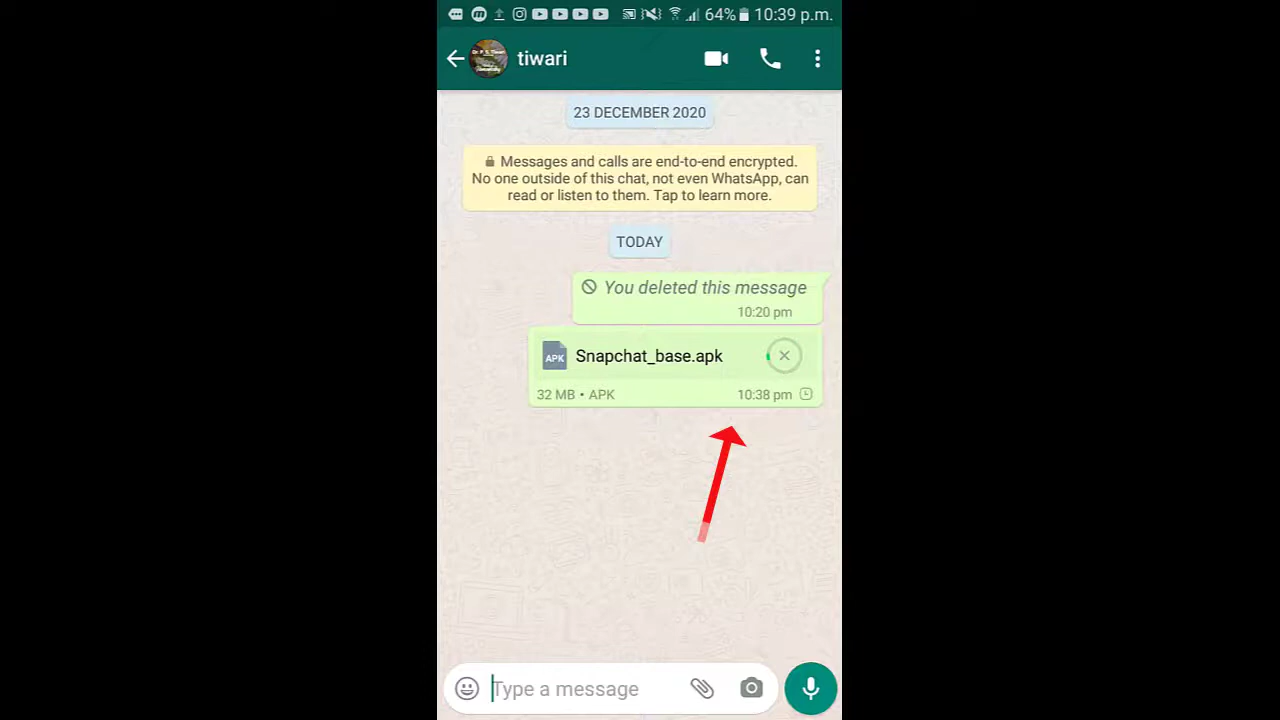 64% 10:39 p.m.
tiwari
23 DECEMBER 2020
Messages and calls are end-to-end encrypted.
No one outside of this chat, not even WhatsApp, can
read or listen to them. Tap to learn more.
TODAY
You deleted this message
10:20 pm
APK
Snapchat_base.apk
32 MB • APK
10:38 pm
Type a message